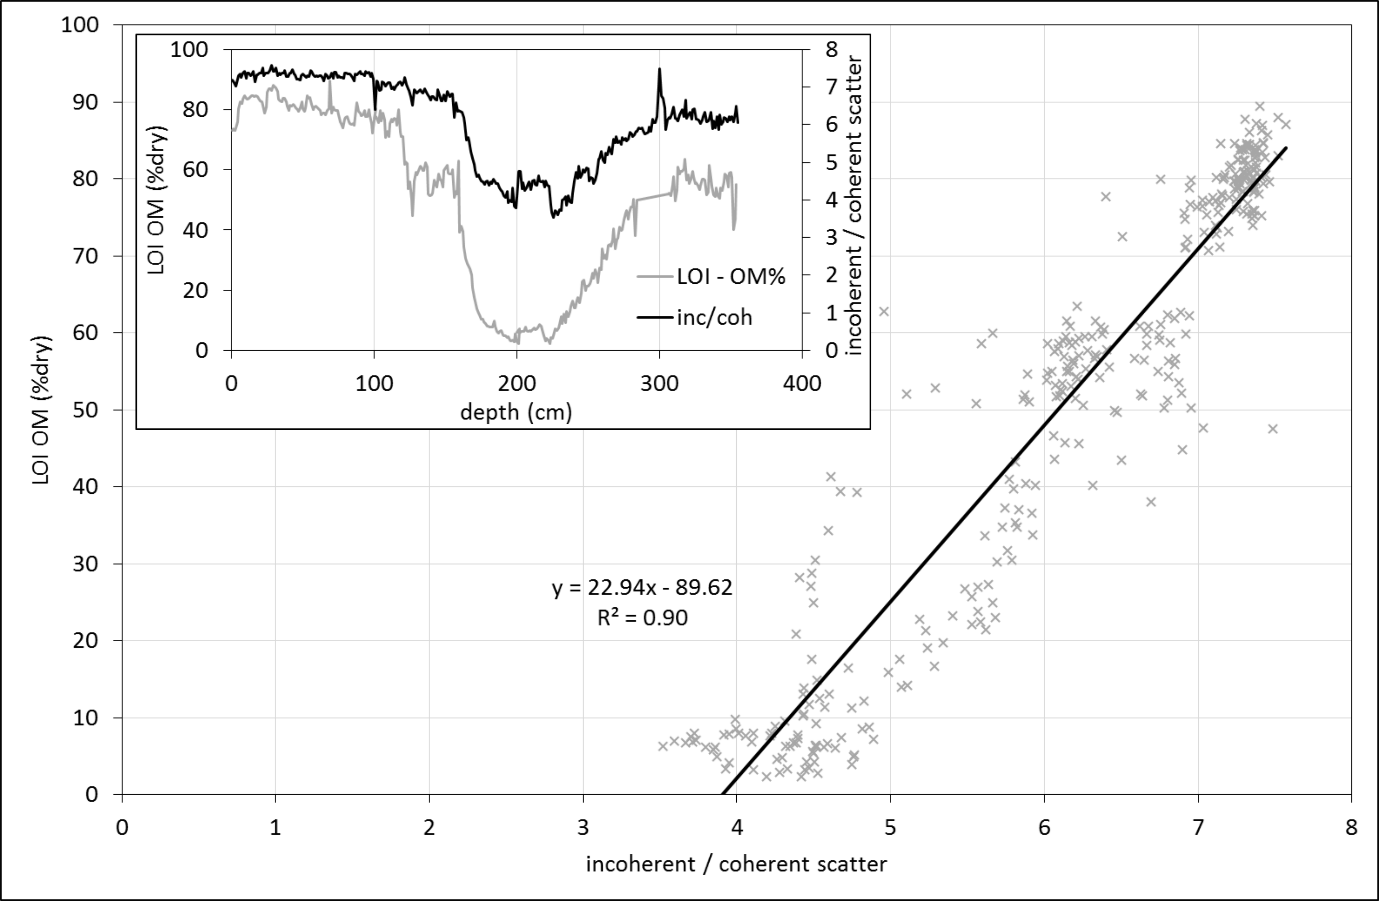 100
90
80
70
60
50
40
30
20
10
0
LOI OM (%dry)
0 1 2 3 4 5 6 7 8
incoherent / coherent scatter
y = 22.94x - 89.62
R² = 0.90
100
80
60
40
20
0
LOI OM (%dry)
8
7
6
5
4
3
2
1
0
incoherent / coherent scatter
LOI - OM%
inc/coh
0 100 200 300 400
depth (cm)